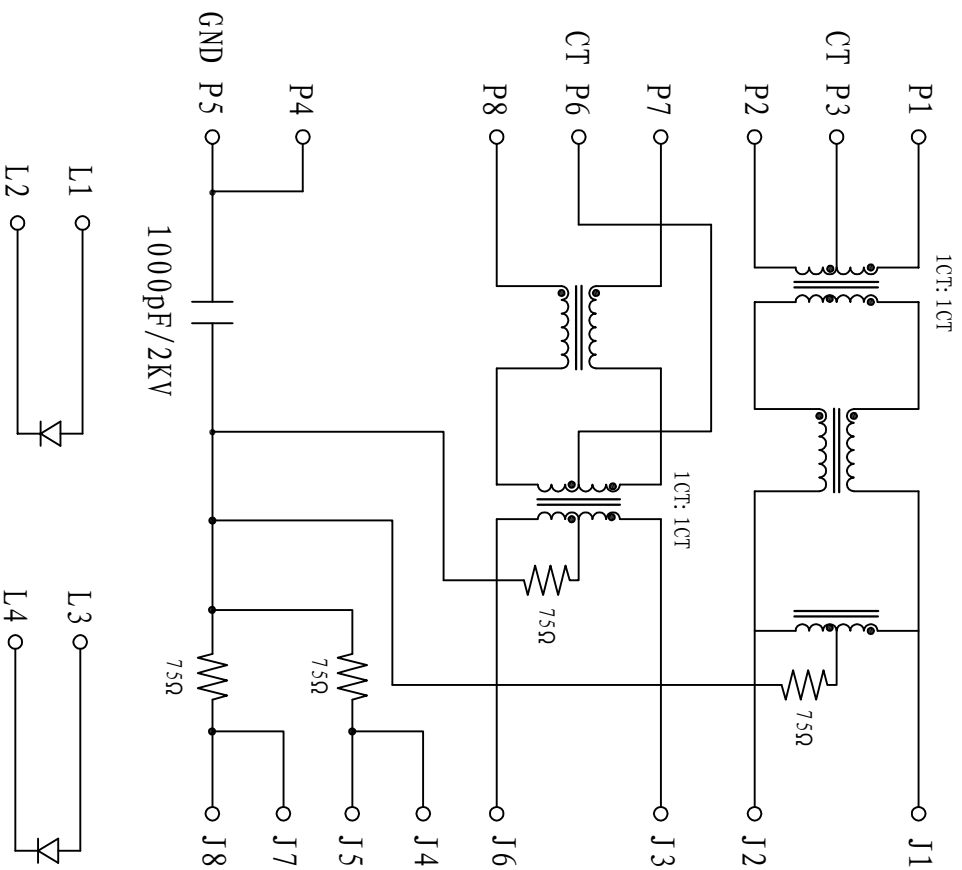 P1
CT P3
P2
P7
CT P6
P8
P4
GND P5
L1
L2
1CT:1CT
1CT:1CT
1000pF/2KV
75Ω
75Ω
75Ω
75Ω
J1
J2
J3
J6
J4
J5
J7
J8
L3
L4